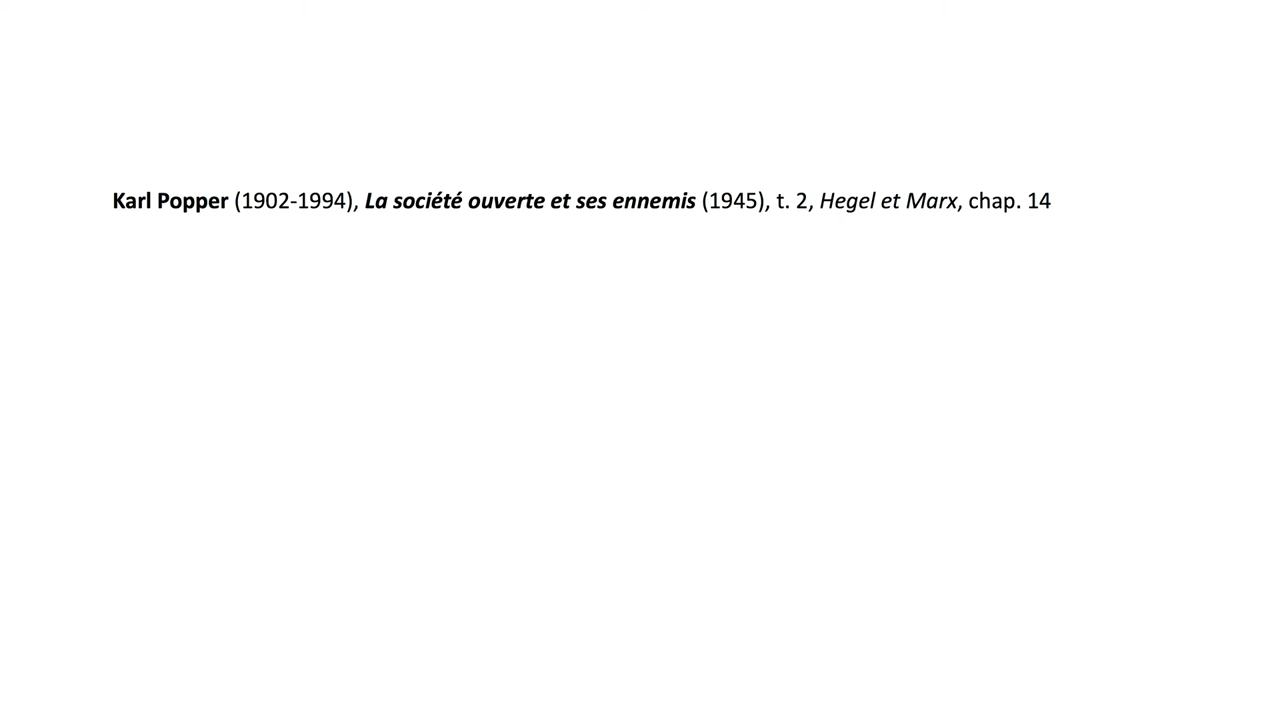 Karl Popper (1902-1994), La société ouverte et ses ennemis (1945), t. 2, Hegel et Marx, chap. 14